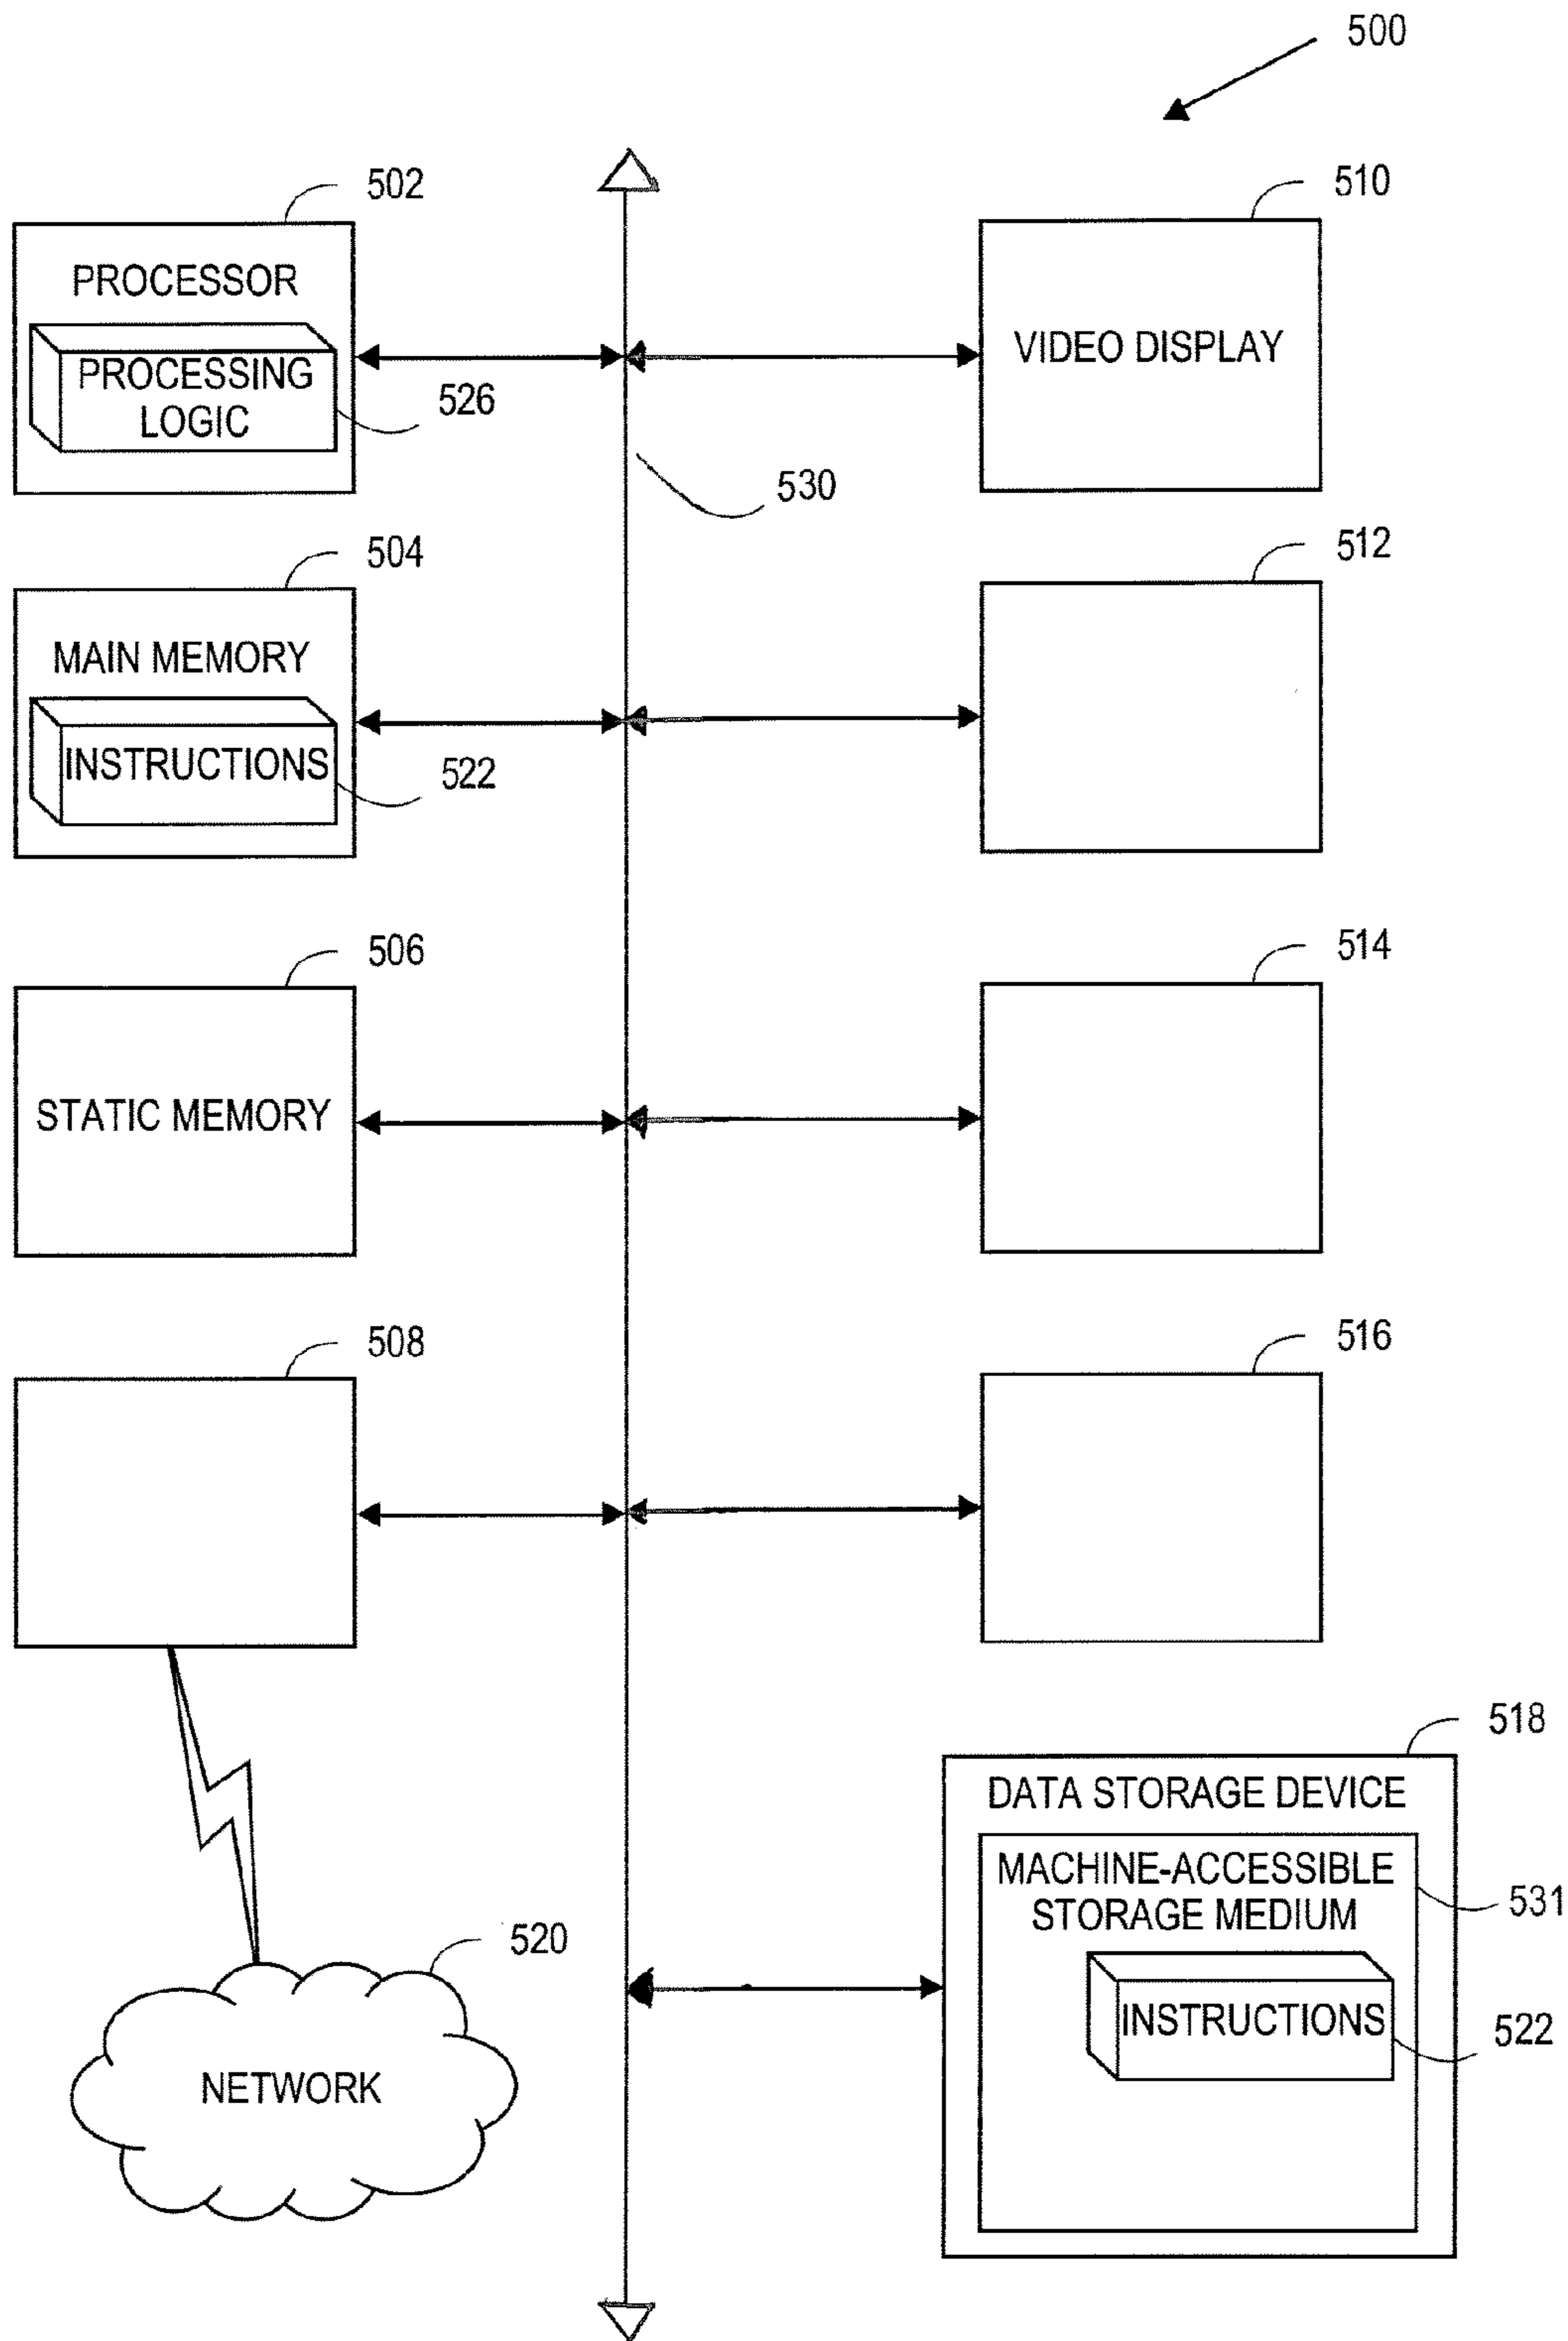 500
502
PROCESSOR
PROCESSING
LOGIC
526
510
VIDEO DISPLAY
530
504
MAIN MEMORY
INSTRUCTIONS
522
512
506
STATIC MEMORY
514
508
516
520
NETWORK
518
DATA STORAGE DEVICE
MACHINE-ACCESSIBLE
STORAGE MEDIUM
531
INSTRUCTIONS
522